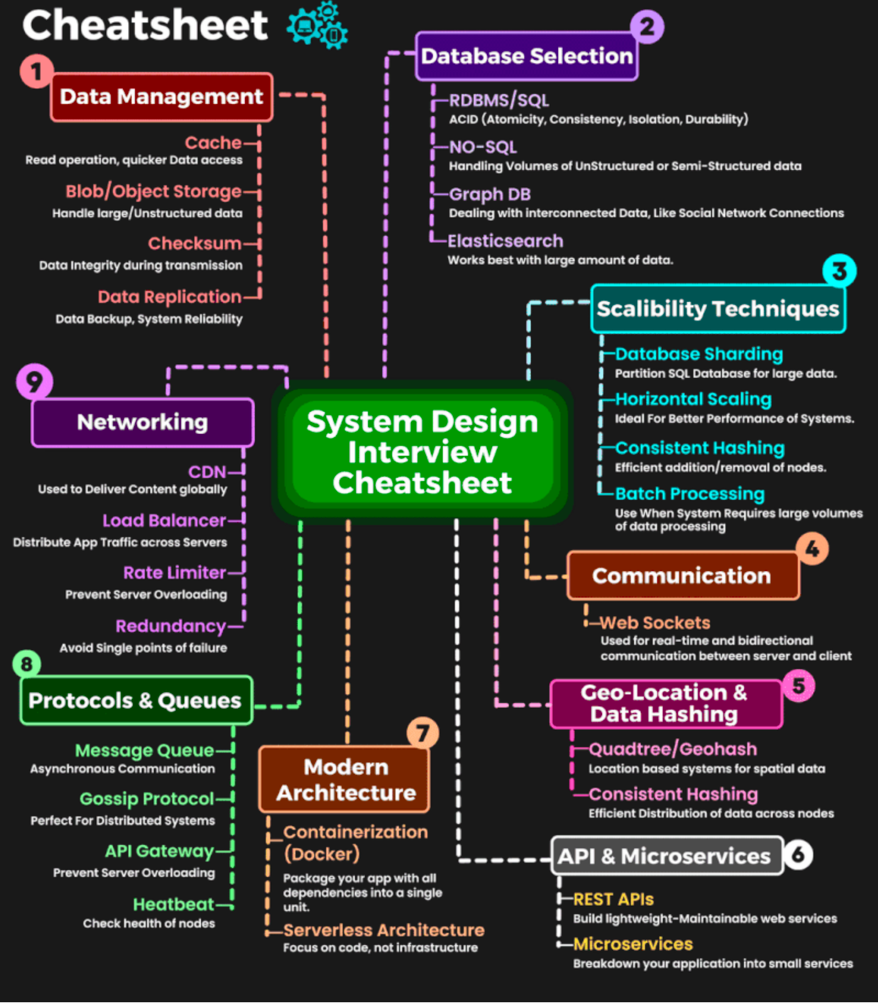 Cheatsheet
1
Data Management
Cache
Read operation, quicker Data access
Blob/Object Storage
Handle large/Unstructured data
Checksum
Data Integrity during transmission
Data Replication
Data Backup, System Reliability
2
Database Selection
RDBMS/SQL
ACID (Atomicity, Consistency, Isolation, Durability)
NO-SQL
Handling Volumes of UnStructured or Semi-Structured data
Graph DB
Dealing with interconnected Data, Like Social Network Connections
Elasticsearch
Works best with large amount of data.
3
Scalibility Techniques
Database Sharding
Partition SQL Database for large data.
Horizontal Scaling
Ideal For Better Performance of Systems.
Consistent Hashing
Efficient addition/removal of nodes.
Batch Processing
Use When System Requires large volumes
of data processing
System Design
Interview
Cheatsheet
4
Communication
Web Sockets
Used for real-time and bidirectional
communication between server and client
5
Geo-Location &
Data Hashing
Quadtree/Geohash
Location based systems for spatial data
Consistent Hashing
Efficient Distribution of data across nodes
6
API & Microservices
REST APIs
Build lightweight-Maintainable web services
Microservices
Breakdown your application into small services
7
Modern
Architecture
Containerization
(Docker)
Package your app with all
dependencies into a single
unit.
Serverless Architecture
Focus on code, not infrastructure
8
Protocols & Queues
Message Queue
Asynchronous Communication
Gossip Protocol
Perfect For Distributed Systems
API Gateway
Prevent Server Overloading
Heatbeat
Check health of nodes
9
Networking
CDN
Used to Deliver Content globally
Load Balancer
Distribute App Traffic across Servers
Rate Limiter
Prevent Server Overloading
Redundancy
Avoid Single points of failure